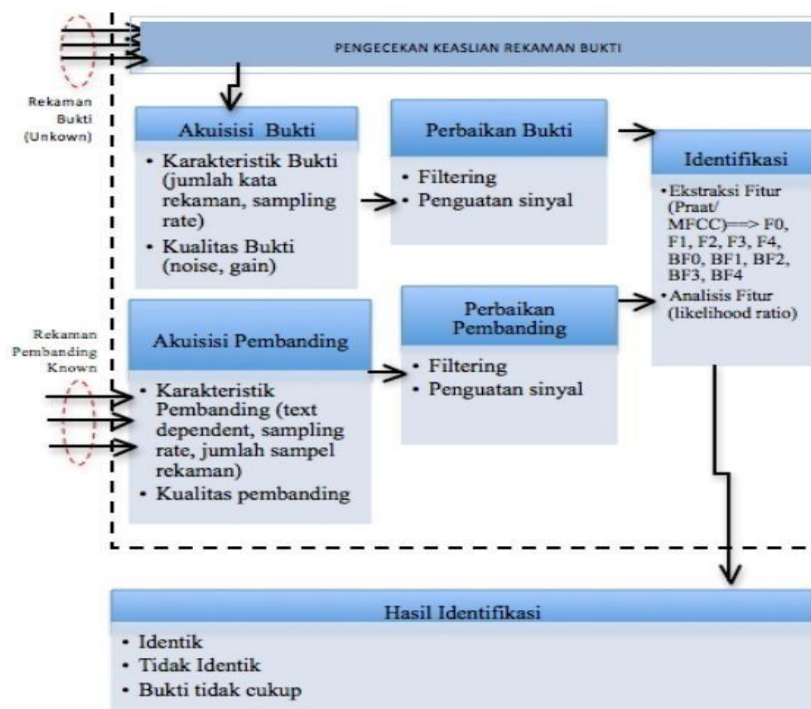 PENGECEKAN KEASLIAN REKAMAN BUKTI
Rekaman
Bukti
(Unkown)
Akuisisi Bukti
• Karakteristik Bukti
(jumlah kata
rekaman, sampling
rate)
• Kualitas Bukti
(noise, gain)
Perbaikan Bukti
• Filtering
• Penguatan sinyal
Identifikasi
• Ekstraksi Fitur
(Praat/
MFCC)==> F0,
F1, F2, F3, F4,
BF0, BF1, BF2,
BF3, BF4
• Analisis Fitur
(likelihood ratio)
Rekaman
Pembanding
Known
Akuisisi Pembanding
• Karakteristik
Pembanding (text
dependent, sampling
rate, jumlah sampel
rekaman)
• Kualitas pembanding
Perbaikan
Pembanding
• Filtering
• Penguatan sinyal
Hasil Identifikasi
• Identik
• Tidak Identik
• Bukti tidak cukup